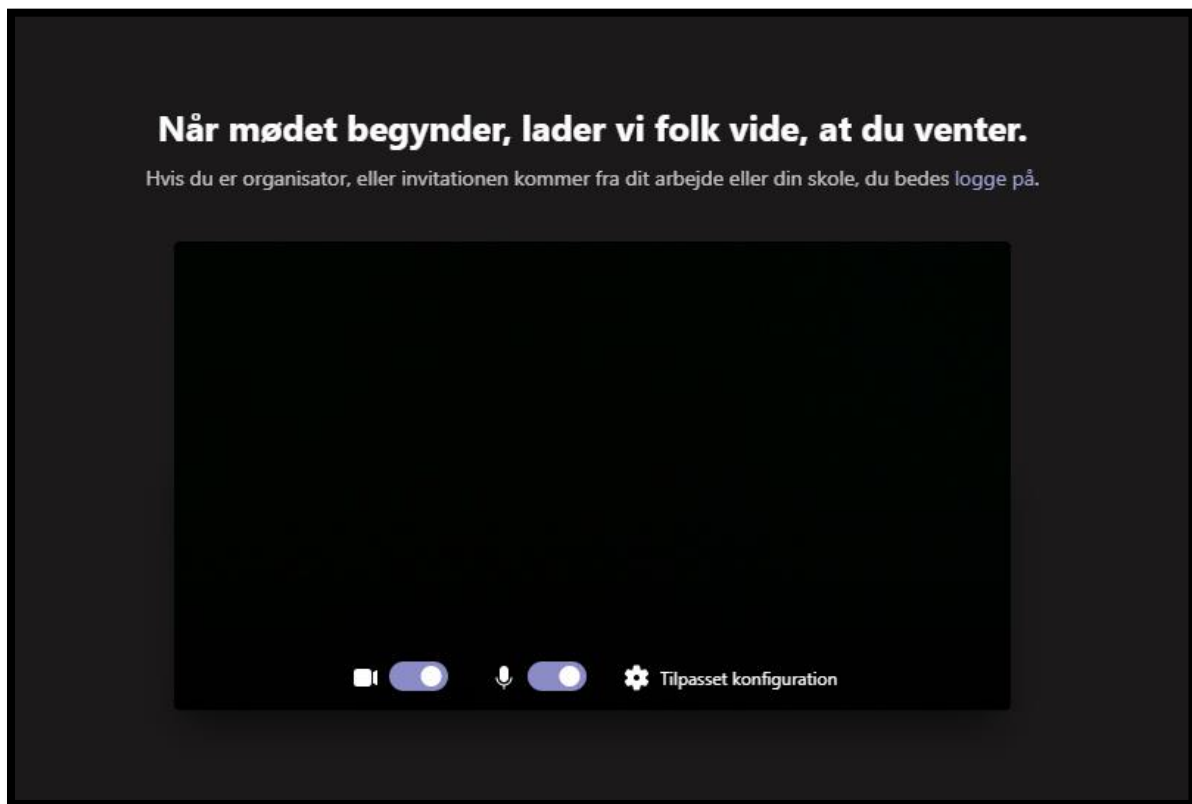 Når mødet begynder, lader vi folk vide, at du venter.
Hvis du er organisator, eller invitationen kommer fra dit arbejde eller din skole, du bedes logge på.
Tilpasset konfiguration